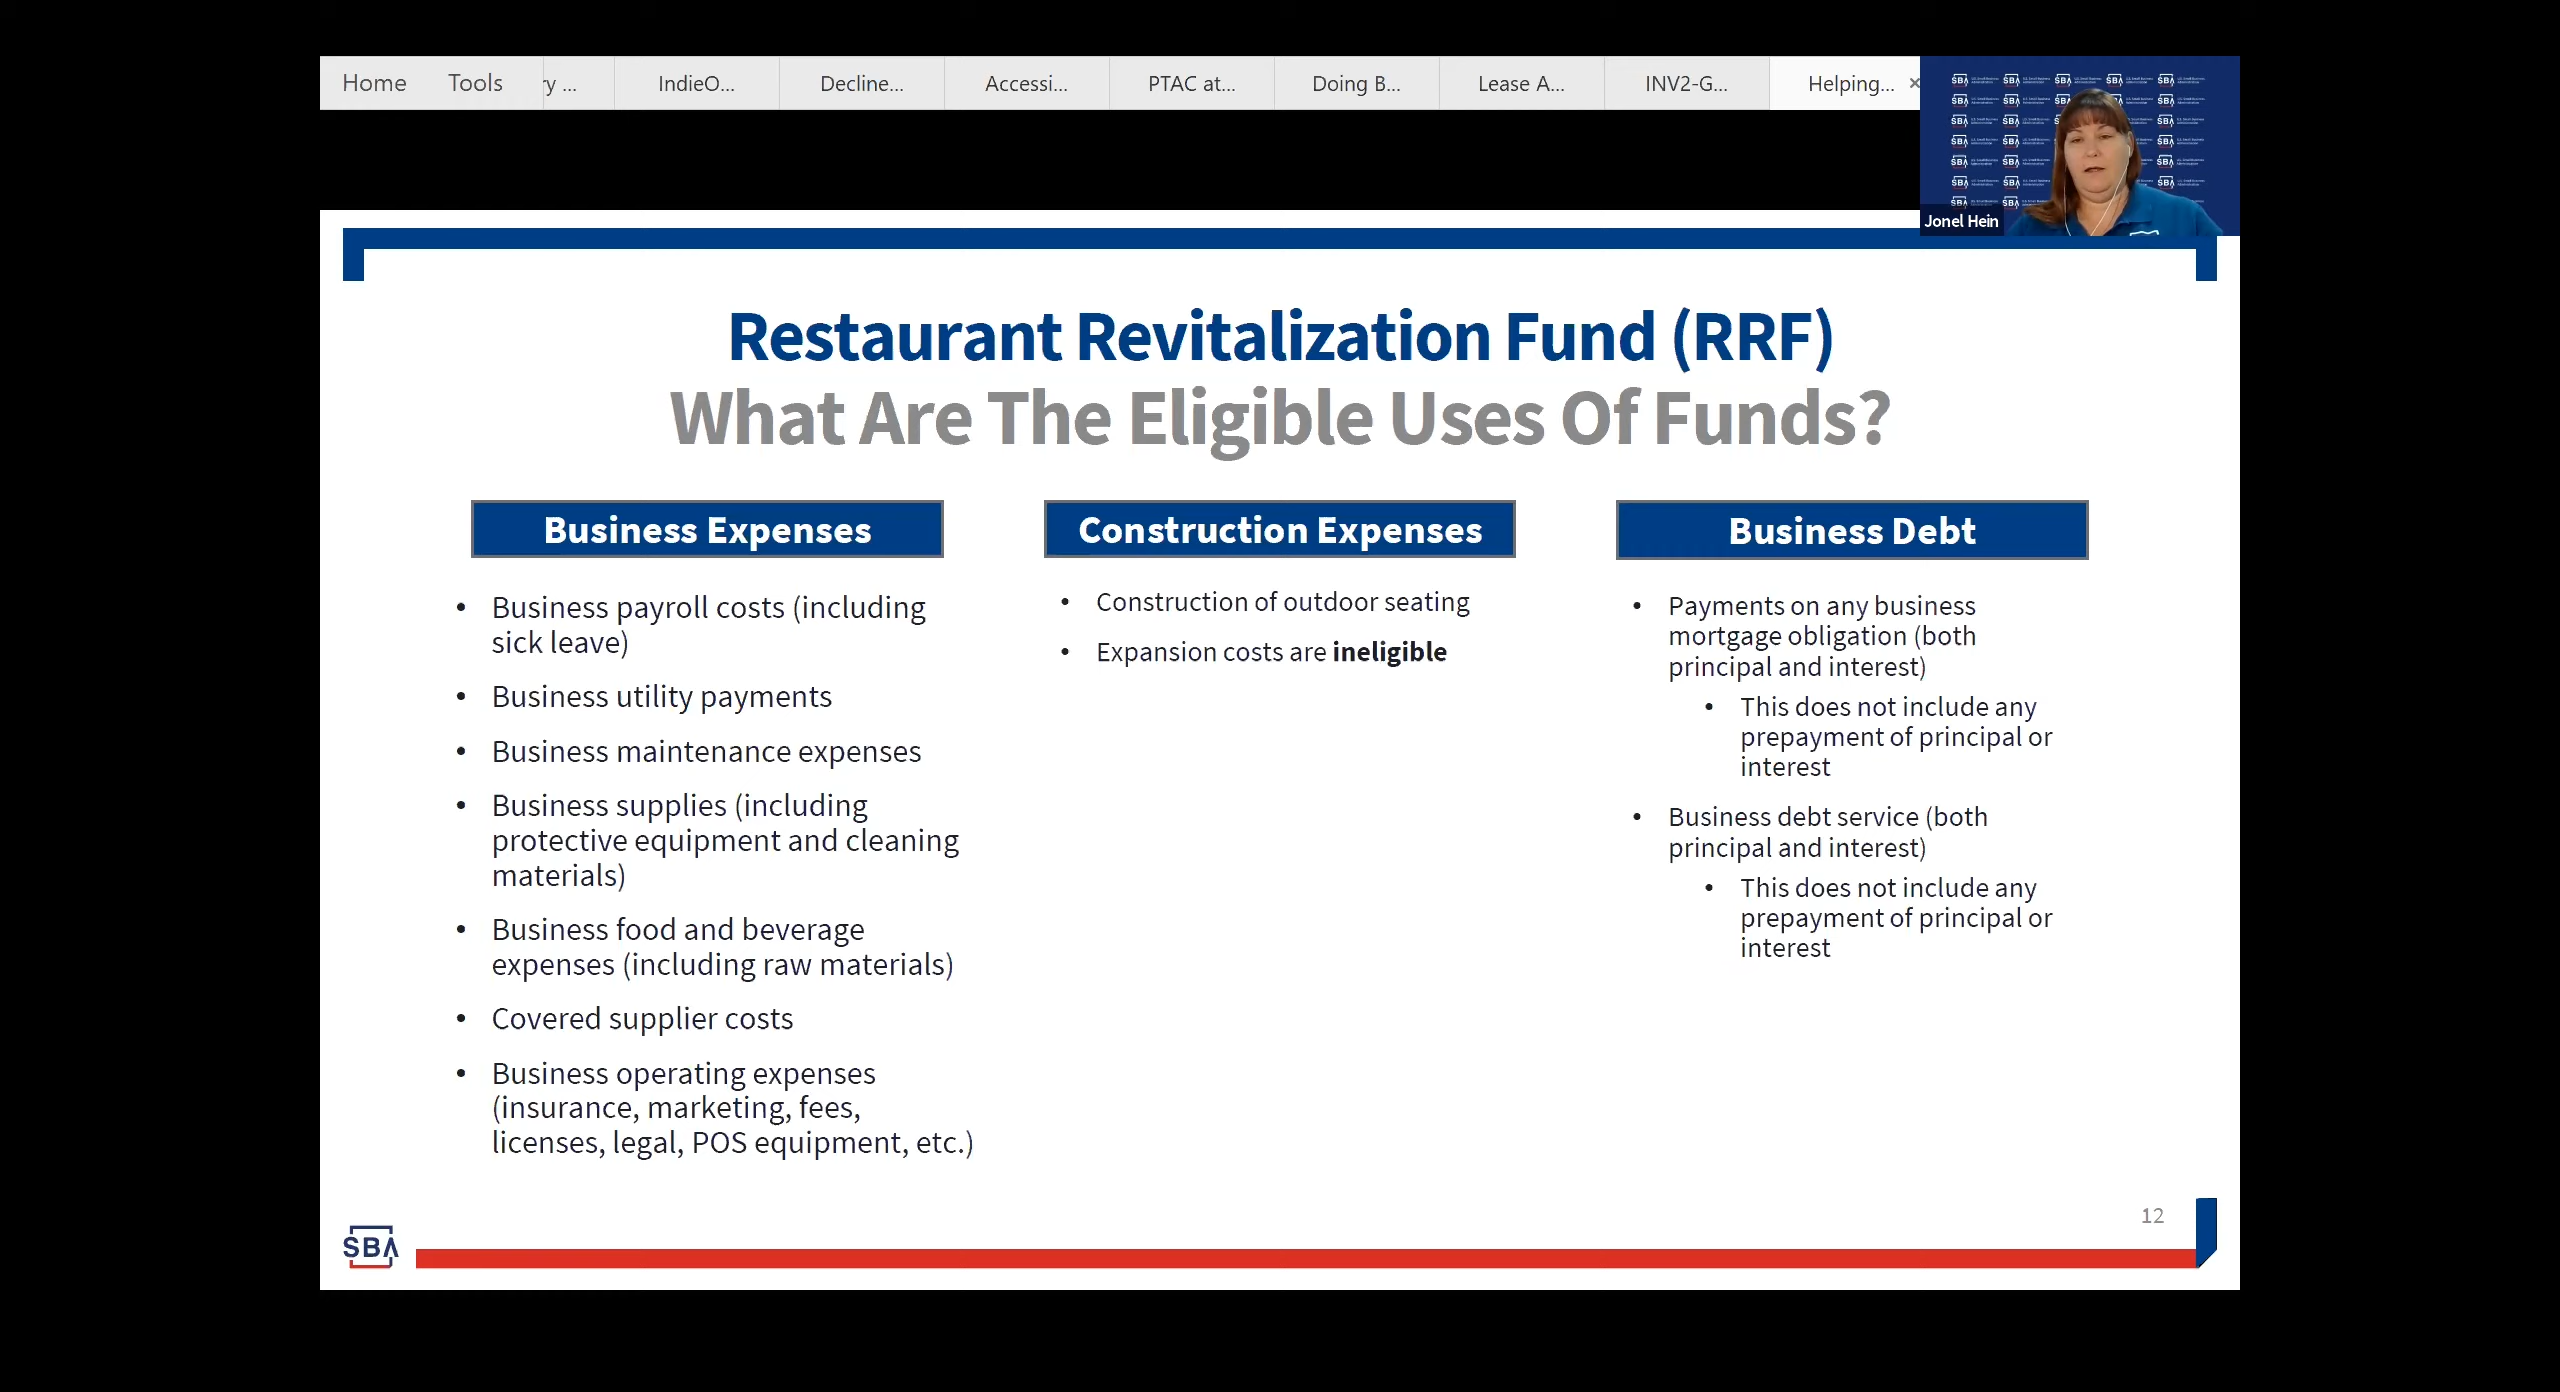 Home Tools ry ... IndieO... Decline... Accessi... PTAC at... Doing B... Lease A... INV2-G... Helping... ×
Jonel Hein
Restaurant Revitalization Fund (RRF)
What Are The Eligible Uses Of Funds?
Business Expenses
• Business payroll costs (including
sick leave)
• Business utility payments
• Business maintenance expenses
• Business supplies (including
protective equipment and cleaning
materials)
• Business food and beverage
expenses (including raw materials)
• Covered supplier costs
• Business operating expenses
(insurance, marketing, fees,
licenses, legal, POS equipment, etc.)
Construction Expenses
• Construction of outdoor seating
• Expansion costs are ineligible
Business Debt
• Payments on any business
mortgage obligation (both
principal and interest)
• This does not include any
prepayment of principal or
interest
• Business debt service (both
principal and interest)
• This does not include any
prepayment of principal or
interest
12
SBA